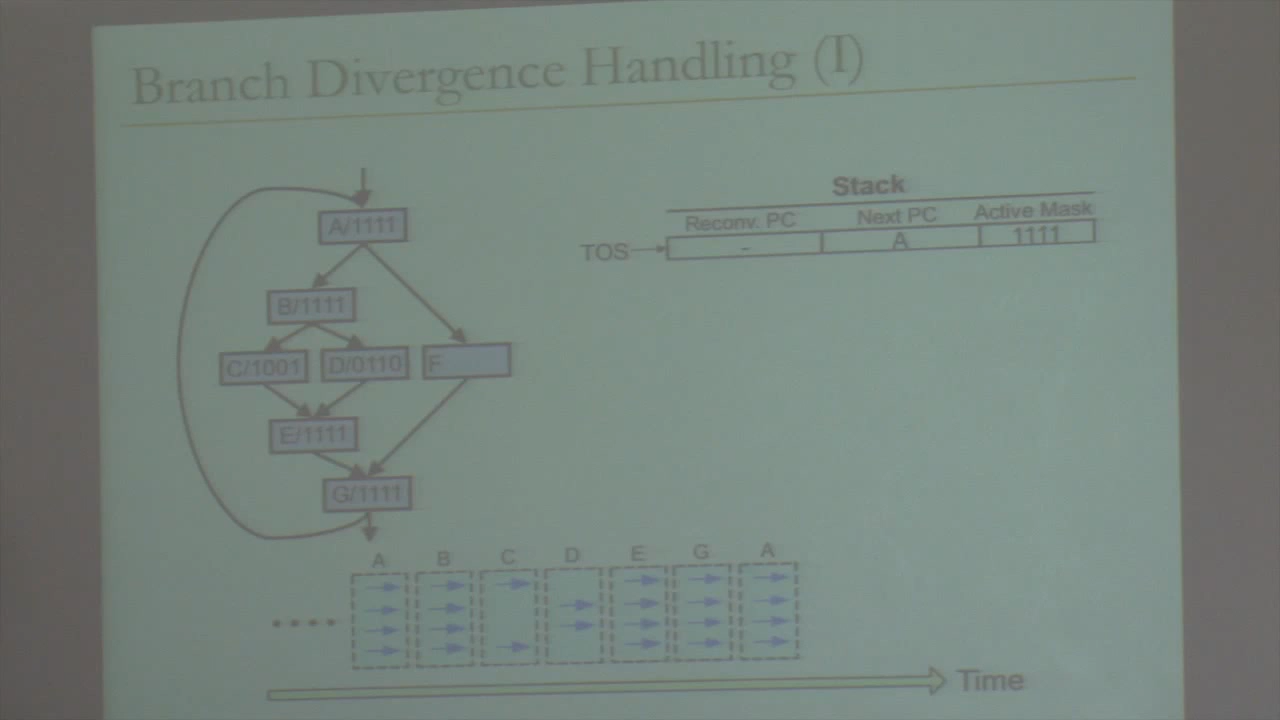 Branch Divergence Handling (I)
Stack
Reconv. PC Next PC Active Mask
TOS - A 1111
A/1111
B/1111
C/1001 D/0110 F
E/1111
G/1111
A B C D E G A
Time